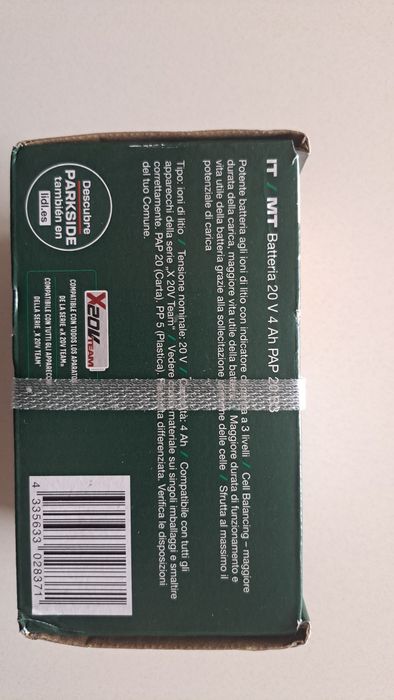 IT / MT Batteria 20 V 4 Ah PAP 20 B3
Potente batteria agli ioni di litio con indicatore di a 3 livelli / Cell Balancing – maggiore
durata della carica, maggiore vita utile della batteria / Maggiore durata di funzionamento e
vita utile della batteria grazie alla sollecitazione delle celle / Sfrutta al massimo il
potenziale di carica
Tipo: ioni di litio / Tensione nominale: 20 V / 4 Ah / Compatibile con tutti gli
apparecchi della serie „X 20V Team“ / Vedere materiale sui singoli imballaggi e smaltire
correttamente. PAP 20 (Carta). PP 5 (Plastica). differenziata. Verifica le disposizioni
del tuo Comune.
Descubre
PARKSIDE
también en
lidl.es
X20V TEAM
COMPATIBLE CON TODOS LOS APARATOS
DE LA SERIE «X 20V TEAM»
COMPATIBILE CON TUTTI GLI APPARECCHI
DELLA SERIE „X 20V TEAM“
4 335633 028371